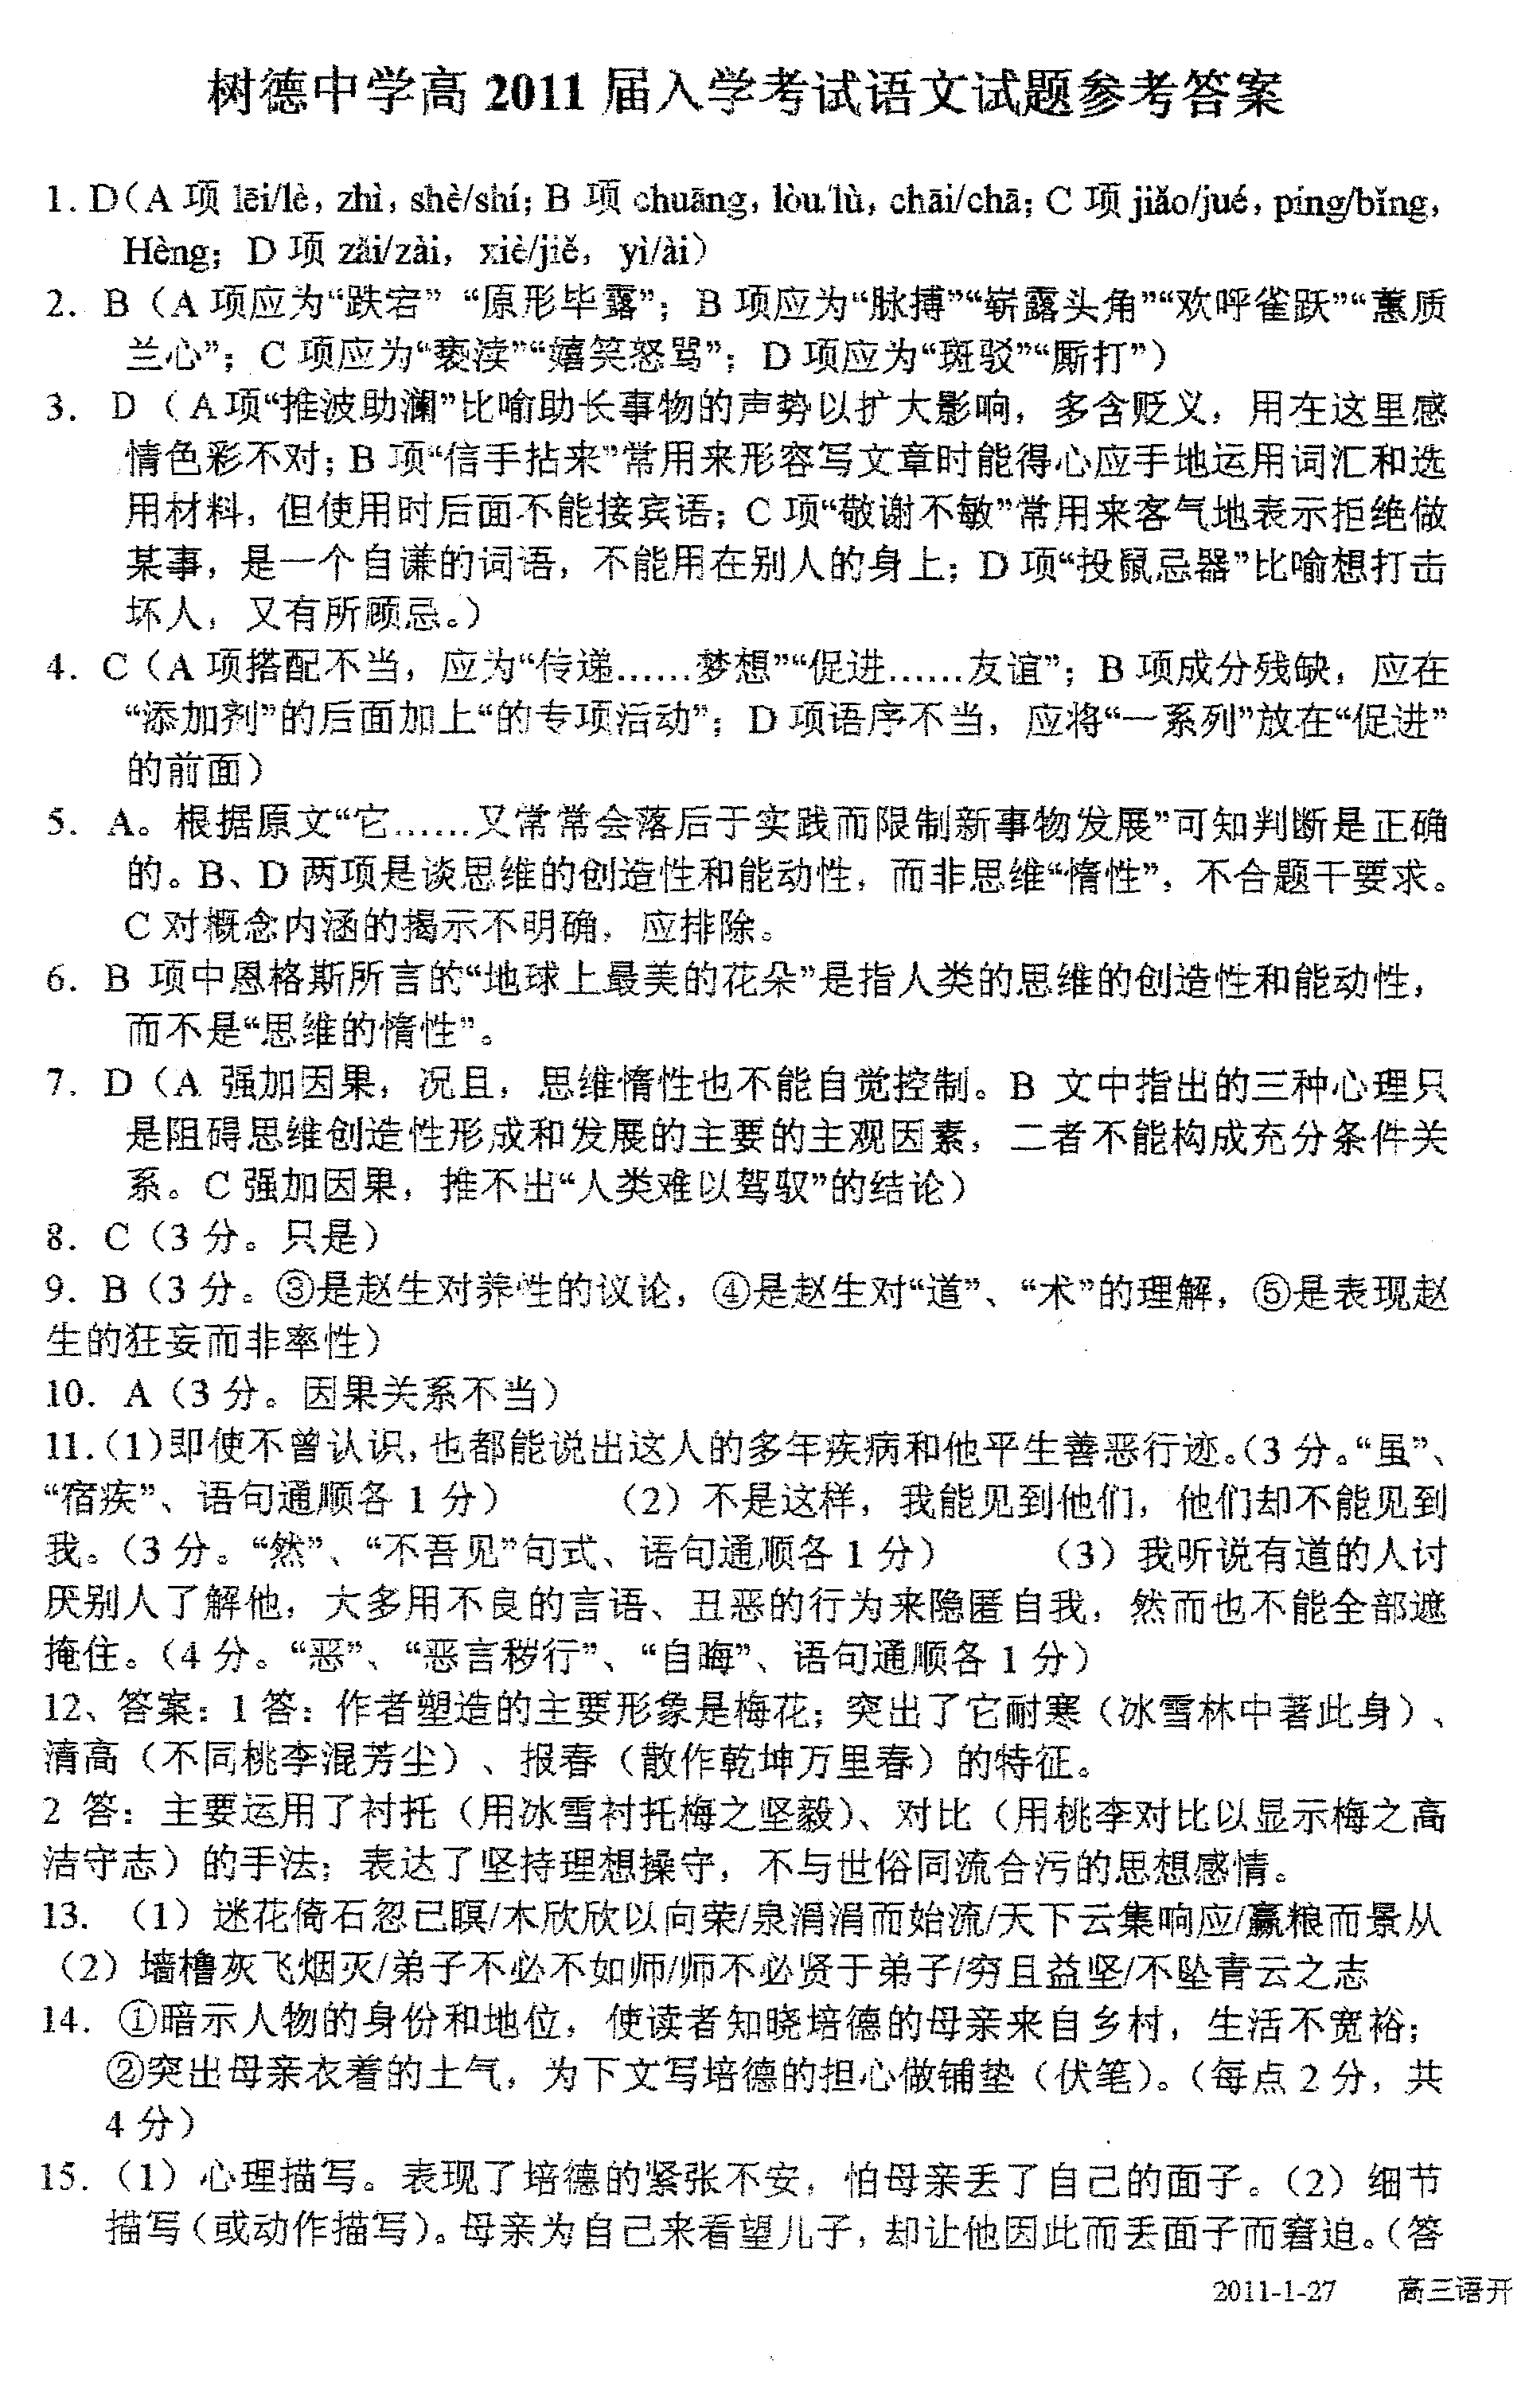 树德中学高 2011 届入学考试语文试题参考答案
1. D（A 项 lēi/lè，zhì，shè/shí；B 项 chuāng，lòu/lù，chāi/chā；C 项 jiǎo/jué，píng/bǐng，
Hèng；D 项 zǎi/zài，xiè/jiě，yì/ài）
2. B（A 项应为“跌宕”“原形毕露”；B 项应为“脉搏”“崭露头角”“欢呼雀跃”“蕙质
兰心”；C 项应为“亵渎”“嬉笑怒骂”；D 项应为“斑驳”“厮打”）
3. D （A项“推波助澜”比喻助长事物的声势以扩大影响，多含贬义，用在这里感
情色彩不对；B 项“信手拈来”常用来形容写文章时能得心应手地运用词汇和选
用材料，但使用时后面不能接宾语；C 项“敬谢不敏”常用来客气地表示拒绝做
某事，是一个自谦的词语，不能用在别人的身上；D 项“投鼠忌器”比喻想打击
坏人，又有所顾忌。）
4. C（A 项搭配不当，应为“传递……梦想”“促进……友谊”；B 项成分残缺，应在
“添加剂”的后面加上“的专项活动”；D 项语序不当，应将“一系列”放在“促进”
的前面）
5. A。根据原文“它……又常常会落后于实践而限制新事物发展”可知判断是正确
的。B、D 两项是谈思维的创造性和能动性，而非思维“惰性”，不合题干要求。
C 对概念内涵的揭示不明确，应排除。
6. B 项中恩格斯所言的“地球上最美的花朵”是指人类的思维的创造性和能动性，
而不是“思维的惰性”。
7. D（A 强加因果，况且，思维惰性也不能自觉控制。B 文中指出的三种心理只
是阻碍思维创造性形成和发展的主要的主观因素，二者不能构成充分条件关
系。C 强加因果，推不出“人类难以驾驭”的结论）
8. C（3 分。只是）
9. B（3 分。③是赵生对养性的议论，④是赵生对“道”、“术”的理解，⑤是表现赵
生的狂妄而非率性）
10. A（3 分。因果关系不当）
11.（1)即使不曾认识，也都能说出这人的多年疾病和他平生善恶行迹。（3 分。“虽”、
“宿疾”、语句通顺各 1 分） （2）不是这样，我能见到他们，他们却不能见到
我。（3 分。“然”、“不吾见”句式、语句通顺各 1 分） （3）我听说有道的人讨
厌别人了解他，大多用不良的言语、丑恶的行为来隐匿自我，然而也不能全部遮
掩住。（4 分。“恶”、“恶言秽行”、“自晦”、语句通顺各 1 分）
12、答案：1 答：作者塑造的主要形象是梅花；突出了它耐寒（冰雪林中著此身）、
清高（不同桃李混芳尘）、报春（散作乾坤万里春）的特征。
2 答：主要运用了衬托（用冰雪衬托梅之坚毅）、对比（用桃李对比以显示梅之高
洁守志）的手法；表达了坚持理想操守，不与世俗同流合污的思想感情。
13. （1）迷花倚石忽已暝/木欣欣以向荣/泉涓涓而始流/天下云集响应/赢粮而景从
（2）墙橹灰飞烟灭/弟子不必不如师/师不必贤于弟子/穷且益坚/不坠青云之志
14. ①暗示人物的身份和地位，使读者知晓培德的母亲来自乡村，生活不宽裕；
②突出母亲衣着的土气，为下文写培德的担心做铺垫（伏笔）。（每点 2 分，共
4 分）
15.（1）心理描写。表现了培德的紧张不安，怕母亲丢了自己的面子。（2）细节
描写（或动作描写）。母亲为自己来看望儿子，却让他因此而丢面子而窘迫。（答
2011-1-27 高三语开